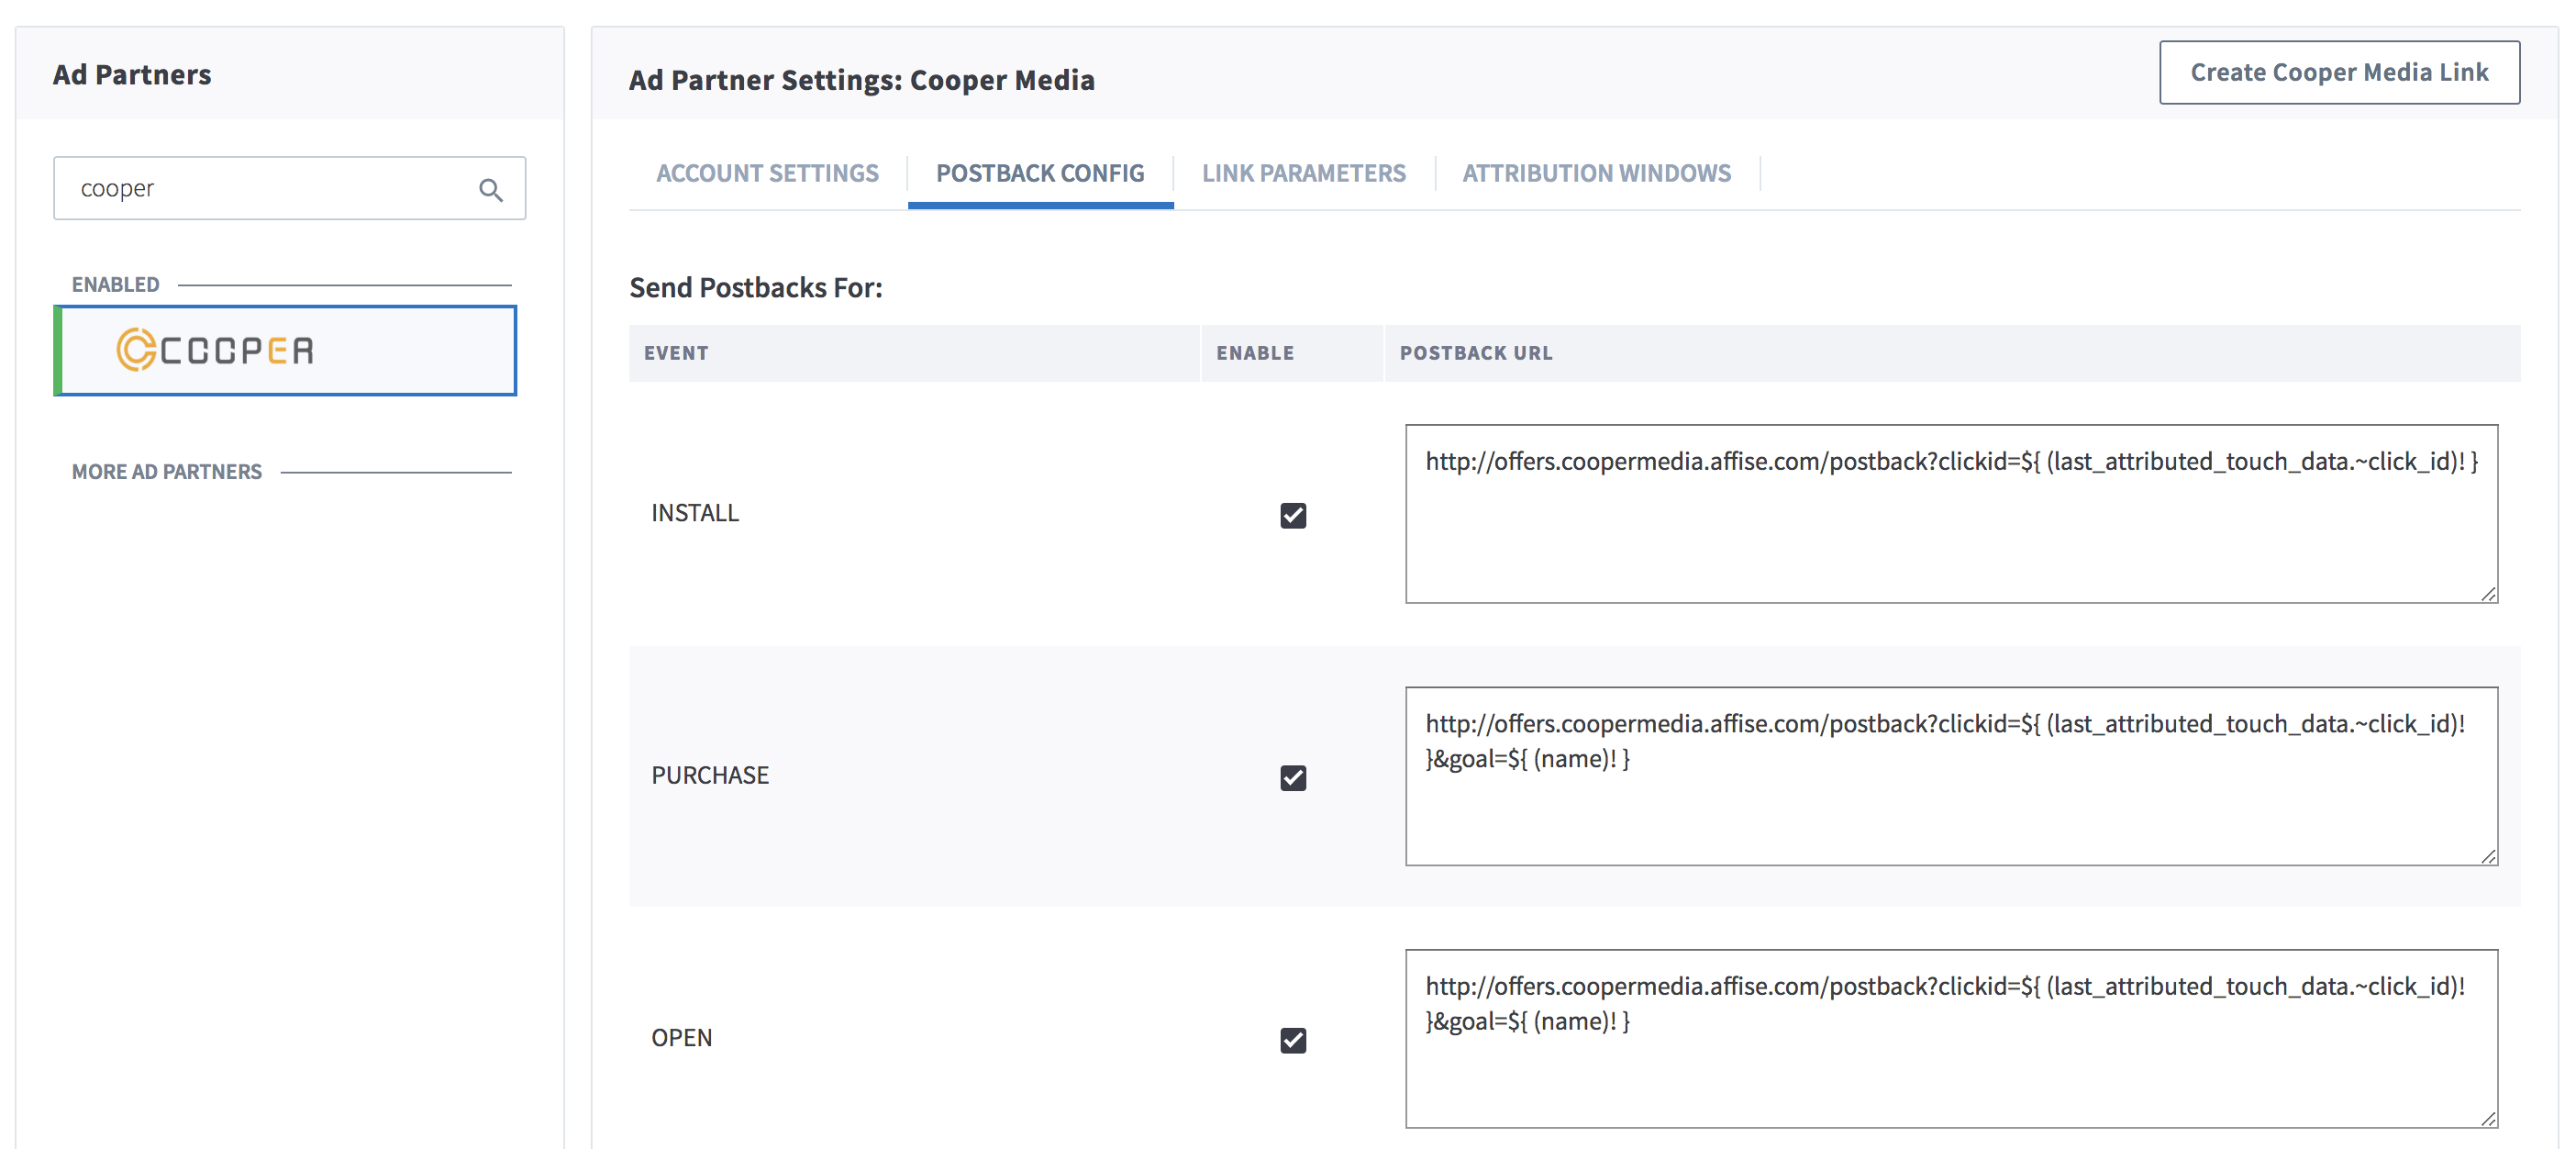 Ad Partners
cooper
ENABLED
COOPER
MORE AD PARTNERS
Ad Partner Settings: Cooper Media
Create Cooper Media Link
ACCOUNT SETTINGS
POSTBACK CONFIG
LINK PARAMETERS
ATTRIBUTION WINDOWS
Send Postbacks For:
EVENT
ENABLE
POSTBACK URL
INSTALL
http://offers.coopermedia.affise.com/postback?clickid=${ (last_attributed_touch_data.~click_id)! }
PURCHASE
http://offers.coopermedia.affise.com/postback?clickid=${ (last_attributed_touch_data.~click_id)!
}&goal=${ (name)! }
OPEN
http://offers.coopermedia.affise.com/postback?clickid=${ (last_attributed_touch_data.~click_id)!
}&goal=${ (name)! }